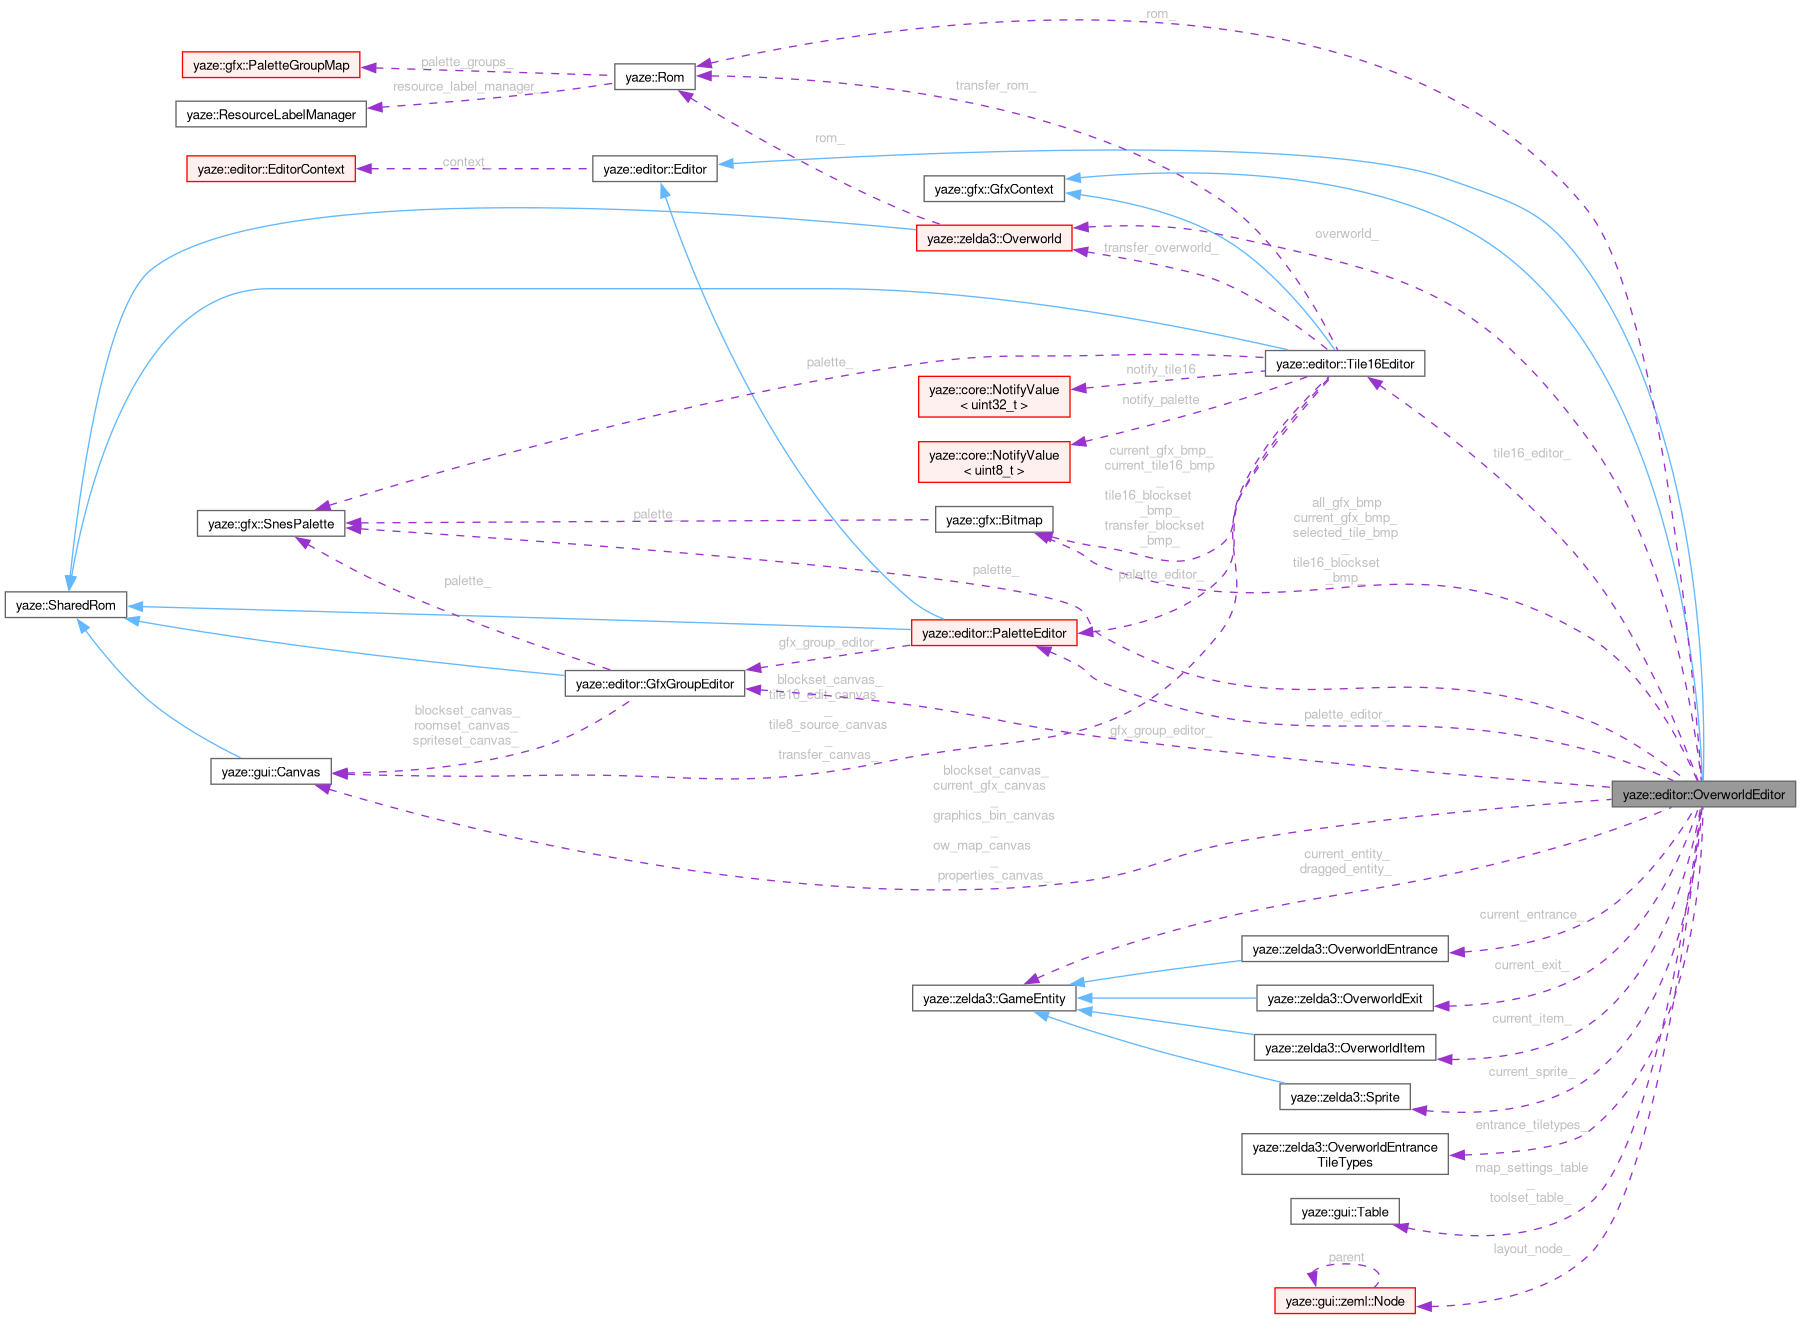 rom_
yaze::gfx::PaletteGroupMap
palette_groups_
yaze::Rom
resource_label_manager_
transfer_rom_
yaze::ResourceLabelManager
rom_
yaze::editor::EditorContext
context_
yaze::editor::Editor
yaze::gfx::GfxContext
yaze::zelda3::Overworld
overworld_
transfer_overworld_
yaze::editor::Tile16Editor
palette_
notify_tile16
yaze::core::NotifyValue
< uint32_t >
notify_palette
yaze::core::NotifyValue
< uint8_t >
tile16_editor_
current_gfx_bmp_
current_tile16_bmp
_
tile16_blockset
_bmp_
transfer_blockset
_bmp_
all_gfx_bmp
current_gfx_bmp_
selected_tile_bmp
_
tile16_blockset
_bmp_
yaze::gfx::SnesPalette
palette
yaze::gfx::Bitmap
palette_
palette_
palette_editor_
yaze::SharedRom
yaze::editor::PaletteEditor
gfx_group_editor_
yaze::editor::GfxGroupEditor
blockset_canvas_
tile16_edit_canvas
_
tile8_source_canvas
_
transfer_canvas_
blockset_canvas_
roomset_canvas_
spriteset_canvas_
palette_editor_
gfx_group_editor_
yaze::gui::Canvas
blockset_canvas_
current_gfx_canvas
_
graphics_bin_canvas
_
ow_map_canvas
_
properties_canvas_
yaze::editor::OverworldEditor
current_entity_
dragged_entity_
current_entrance_
yaze::zelda3::OverworldEntrance
current_exit_
yaze::zelda3::GameEntity
yaze::zelda3::OverworldExit
current_item_
yaze::zelda3::OverworldItem
current_sprite_
yaze::zelda3::Sprite
entrance_tiletypes_
yaze::zelda3::OverworldEntrance
TileTypes
map_settings_table
_
toolset_table_
yaze::gui::Table
layout_node_
parent
yaze::gui::zeml::Node